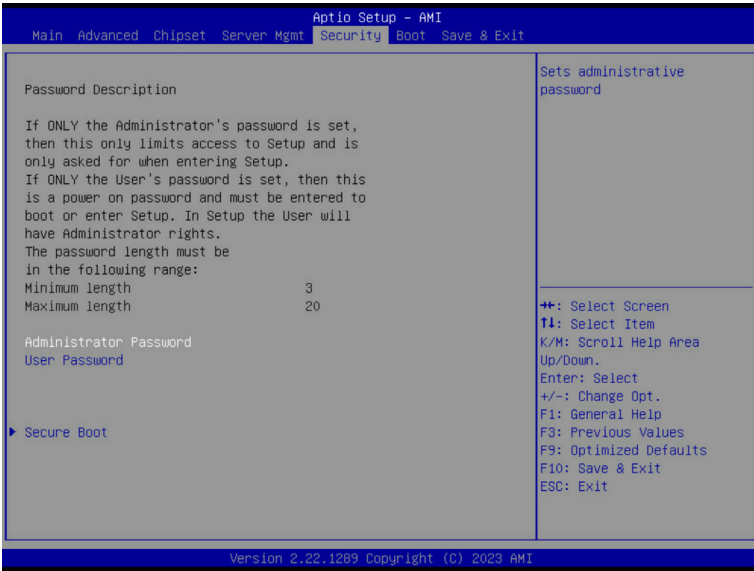 Aptio Setup – AMI
Main Advanced Chipset Server Mgmt Security Boot Save & Exit
Password Description
If ONLY the Administrator's password is set,
then this only limits access to Setup and is
only asked for when entering Setup.
If ONLY the User's password is set, then this
is a power on password and must be entered to
boot or enter Setup. In Setup the User will
have Administrator rights.
The password length must be
in the following range:
Minimum length 3
Maximum length 20
Administrator Password
User Password
Secure Boot
Sets administrative
password
→←: Select Screen
↑↓: Select Item
K/M: Scroll Help Area
Up/Down.
Enter: Select
+/-: Change Opt.
F1: General Help
F3: Previous Values
F9: Optimized Defaults
F10: Save & Exit
ESC: Exit
Version 2.22.1289 Copyright (C) 2023 AMI